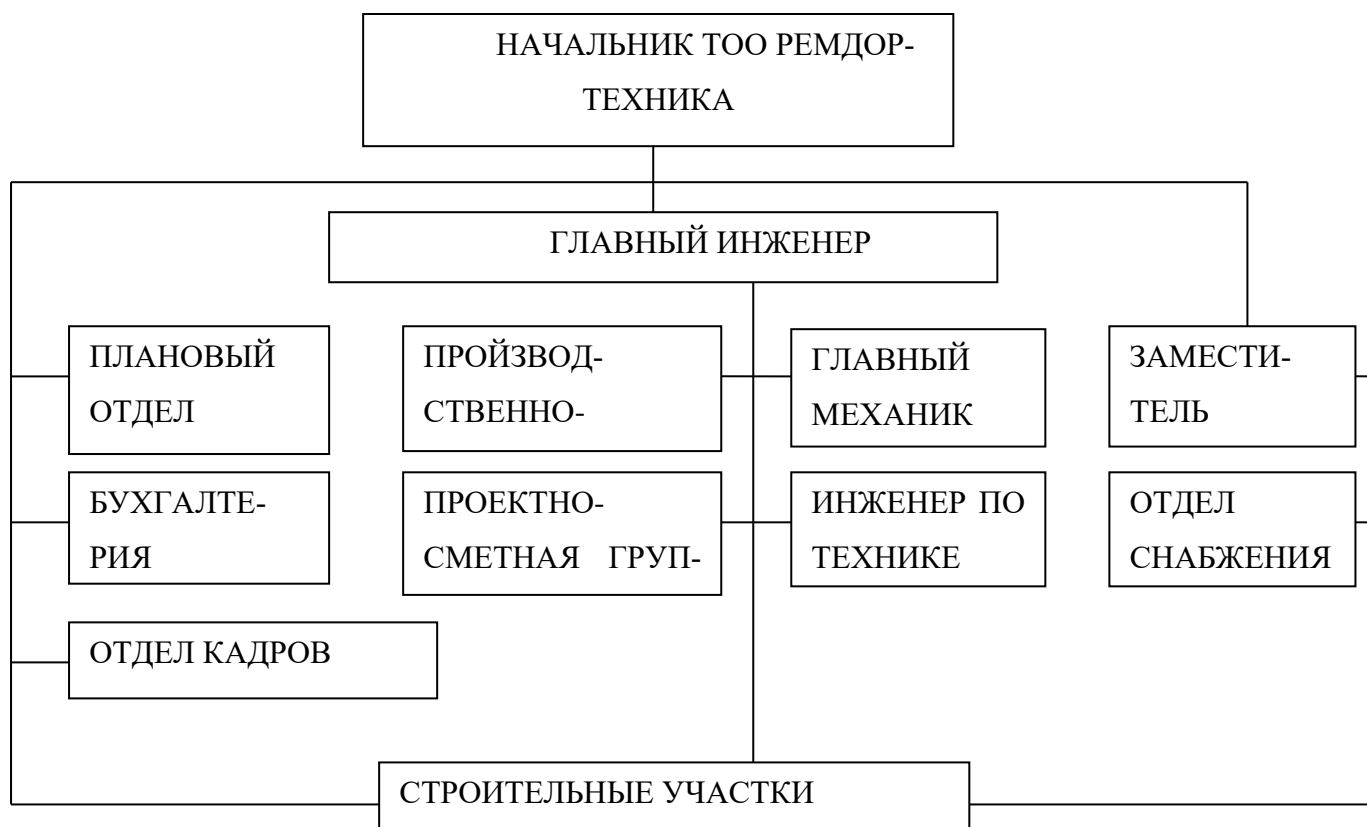 НАЧАЛЬНИК ТОО РЕМДОР-
ТЕХНИКА
ГЛАВНЫЙ ИНЖЕНЕР
ПЛАНОВЫЙ
ОТДЕЛ
ПРОЙЗВОД-
СТВЕННО-
ГЛАВНЫЙ
МЕХАНИК
ЗАМЕСТИ-
ТЕЛЬ
БУХГАЛТЕ-
РИЯ
ПРОЕКТНО-
СМЕТНАЯ ГРУП-
ИНЖЕНЕР ПО
ТЕХНИКЕ
ОТДЕЛ
СНАБЖЕНИЯ
ОТДЕЛ КАДРОВ
СТРОИТЕЛЬНЫЕ УЧАСТКИ